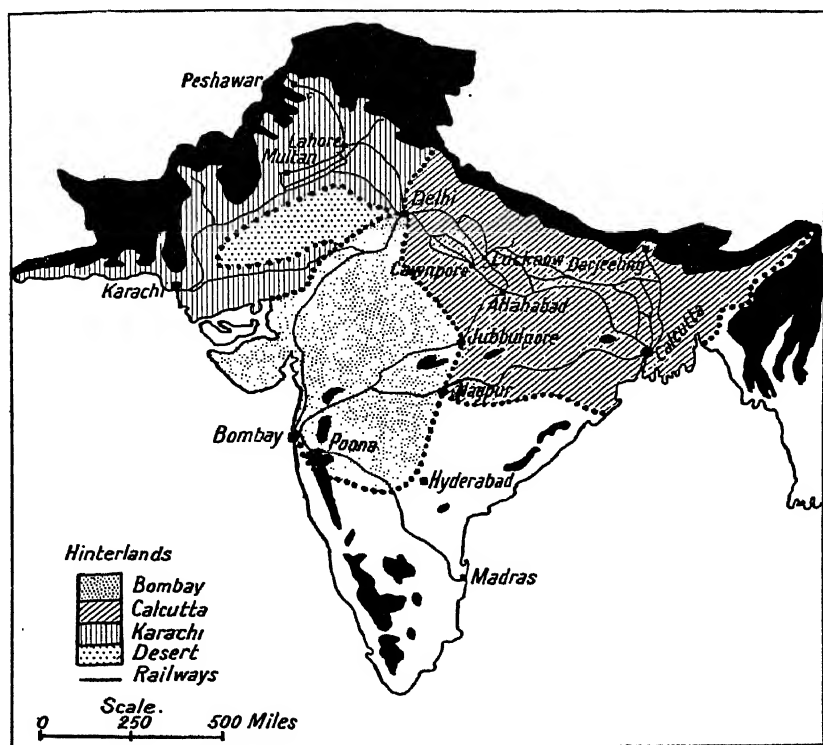 Peshawar
Lahore
Multan
Delhi
Lucknow
Darjeeling
Cawnpore
Karachi
Allahabad
Jubbulpore
Calcutta
Nagpur
Bombay
Poona
Hyderabad
Madras
Hinterlands
Bombay
Calcutta
Karachi
Desert
Railways
Scale.
0 250 500 Miles